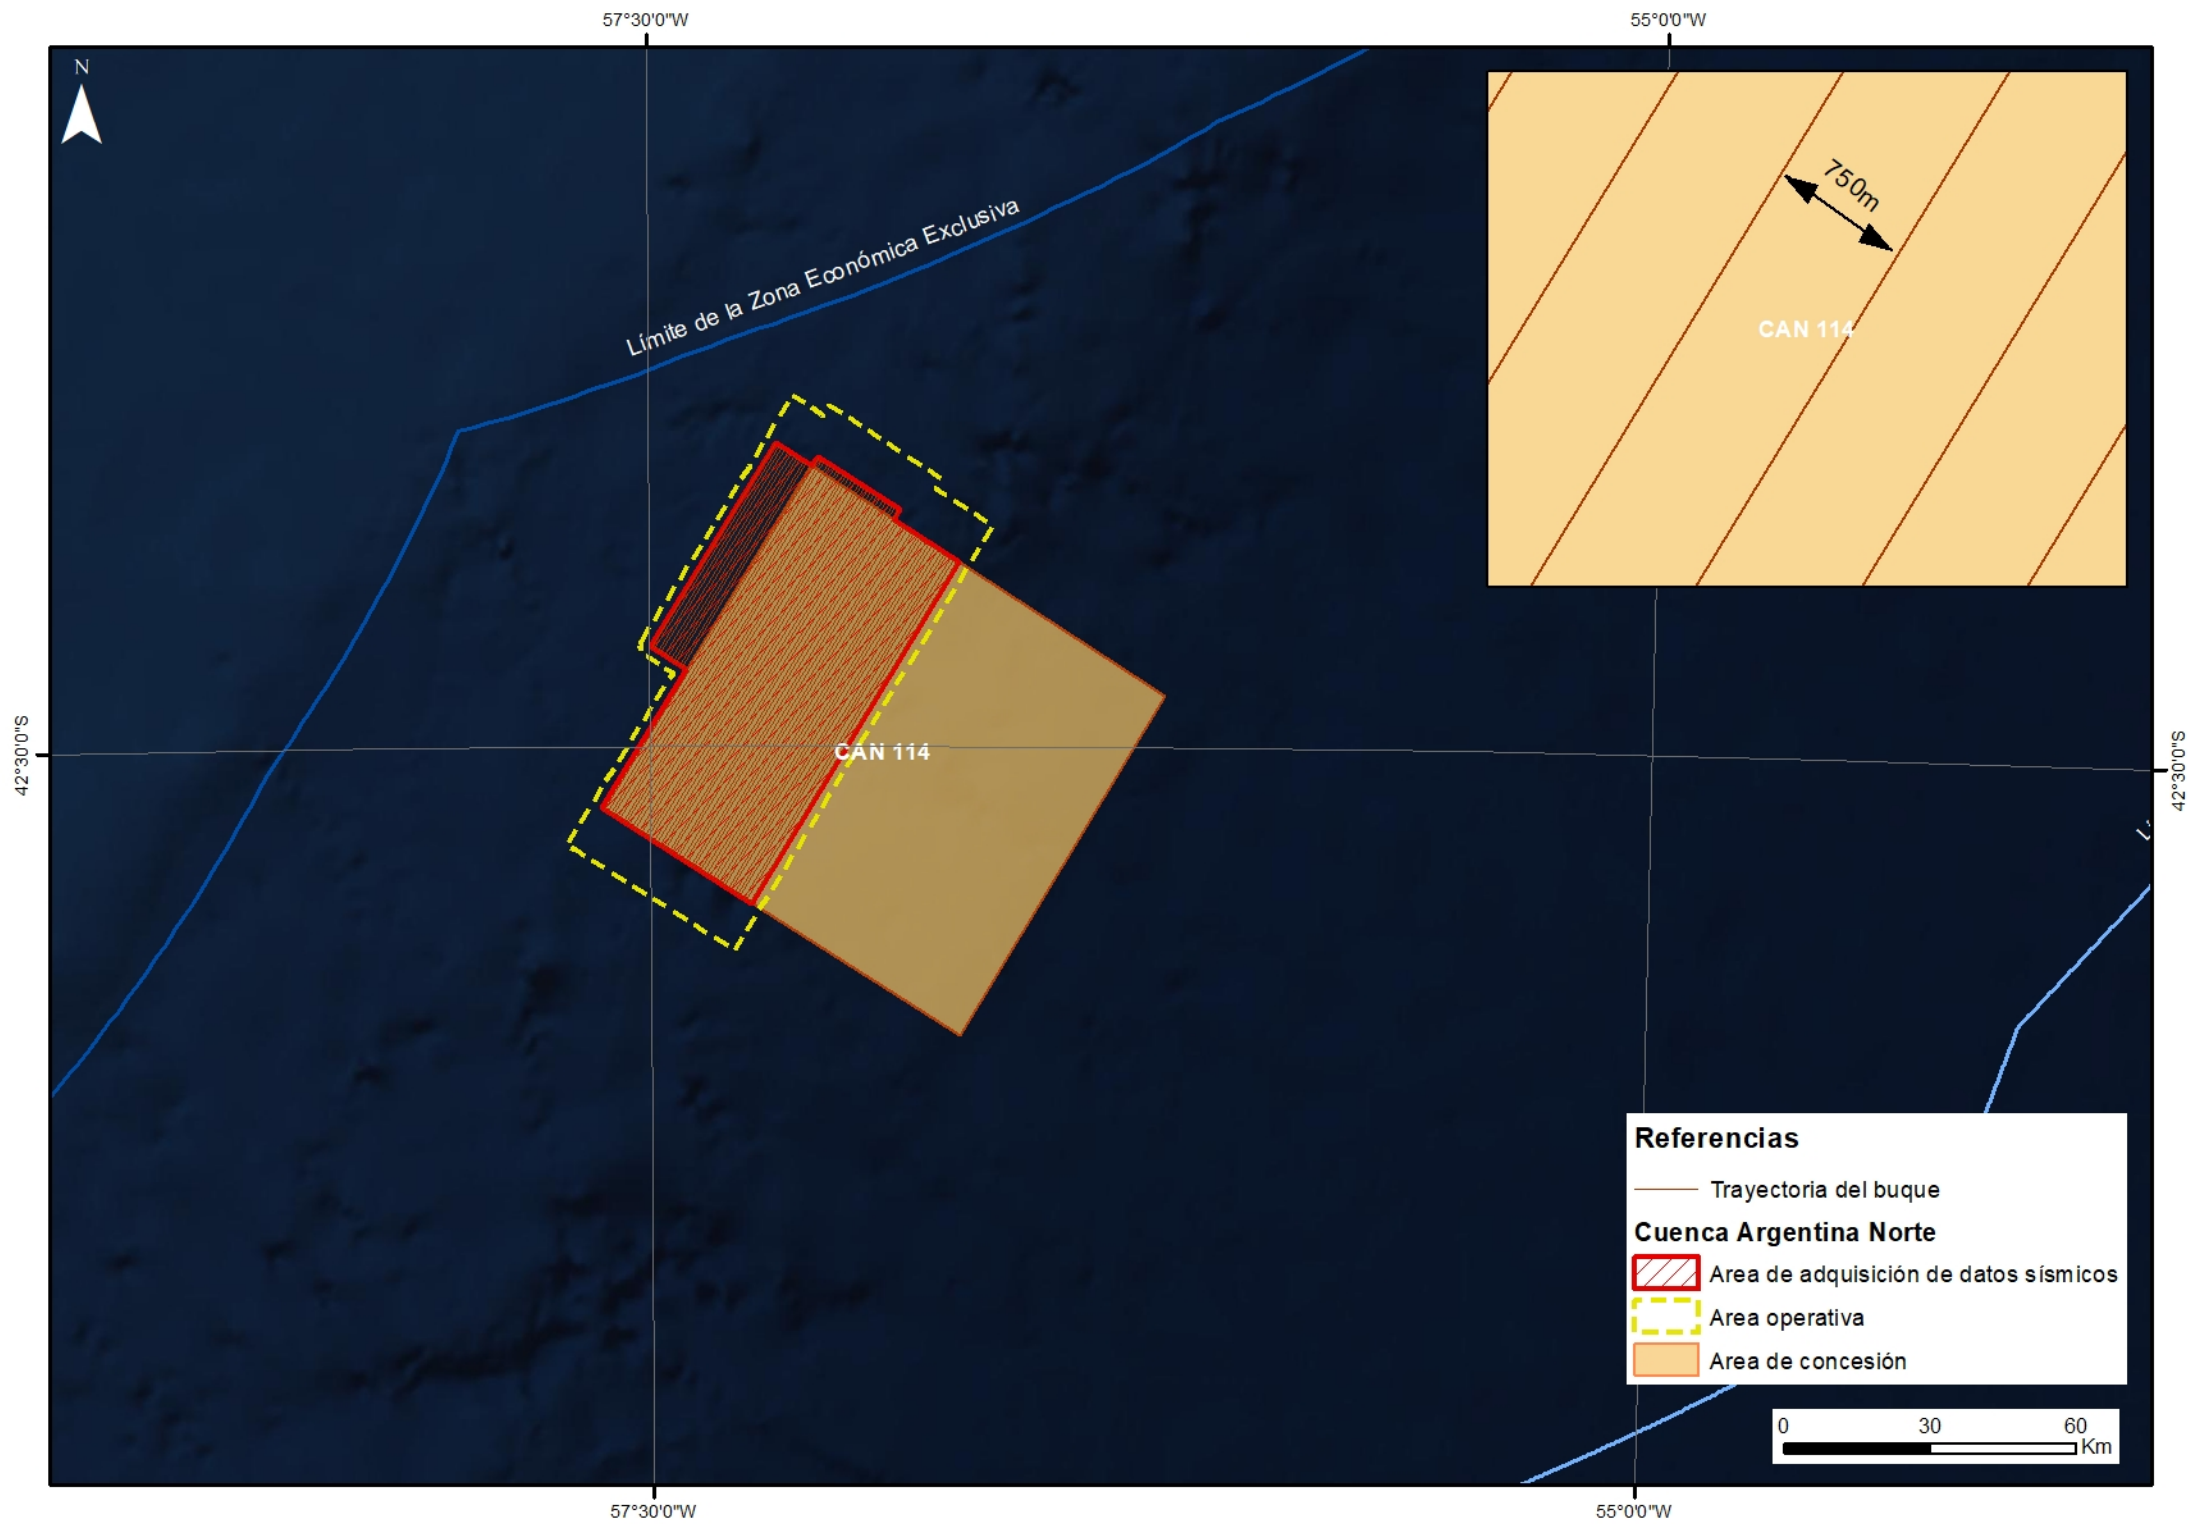 57°30'0"W
55°0'0"W
N
750m
CAN 114
Límite de la Zona Económica Exclusiva
42°30'0"S
42°30'0"S
CAN 114
Referencias
Trayectoria del buque
Cuenca Argentina Norte
Area de adquisición de datos sísmicos
Area operativa
Area de concesión
0 30 60
Km
57°30'0"W
55°0'0"W